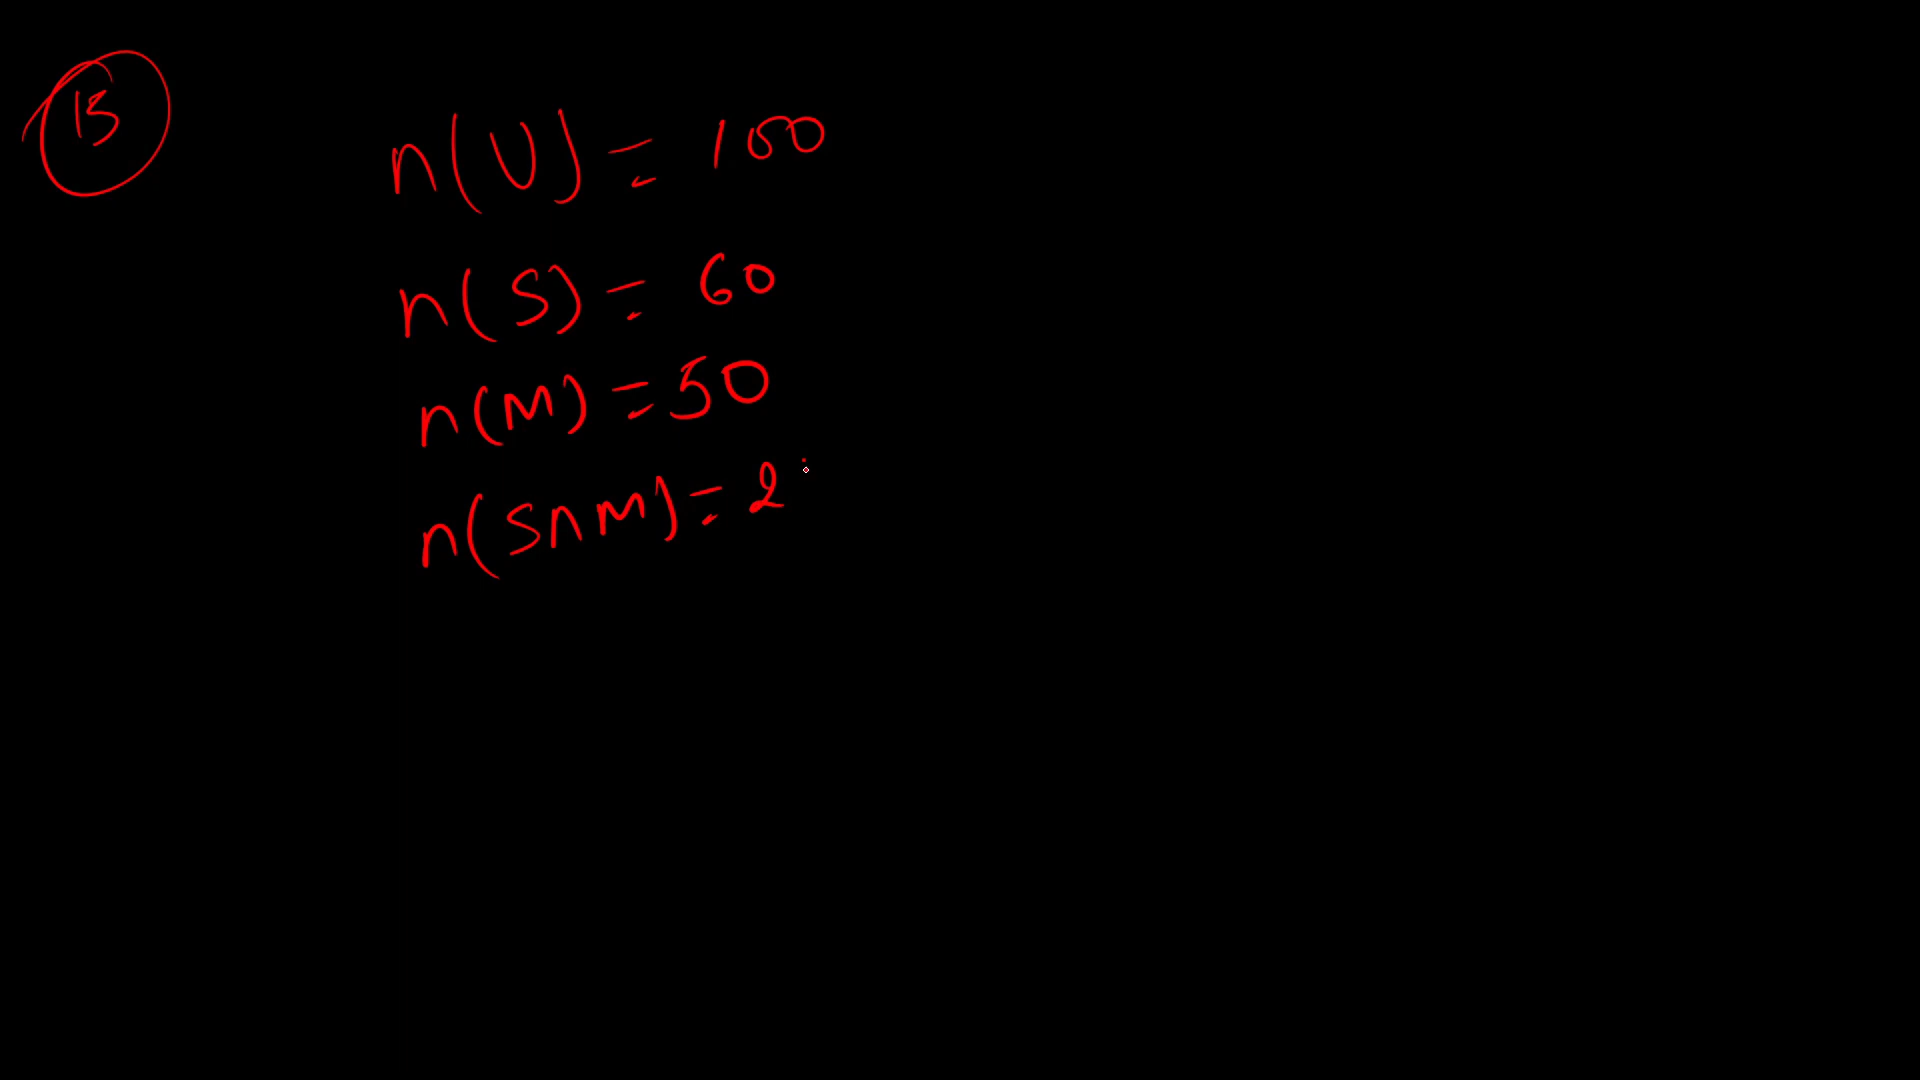 15
n(U) = 100
n(S) = 60
n(M) = 50
n(S∩M) = 2